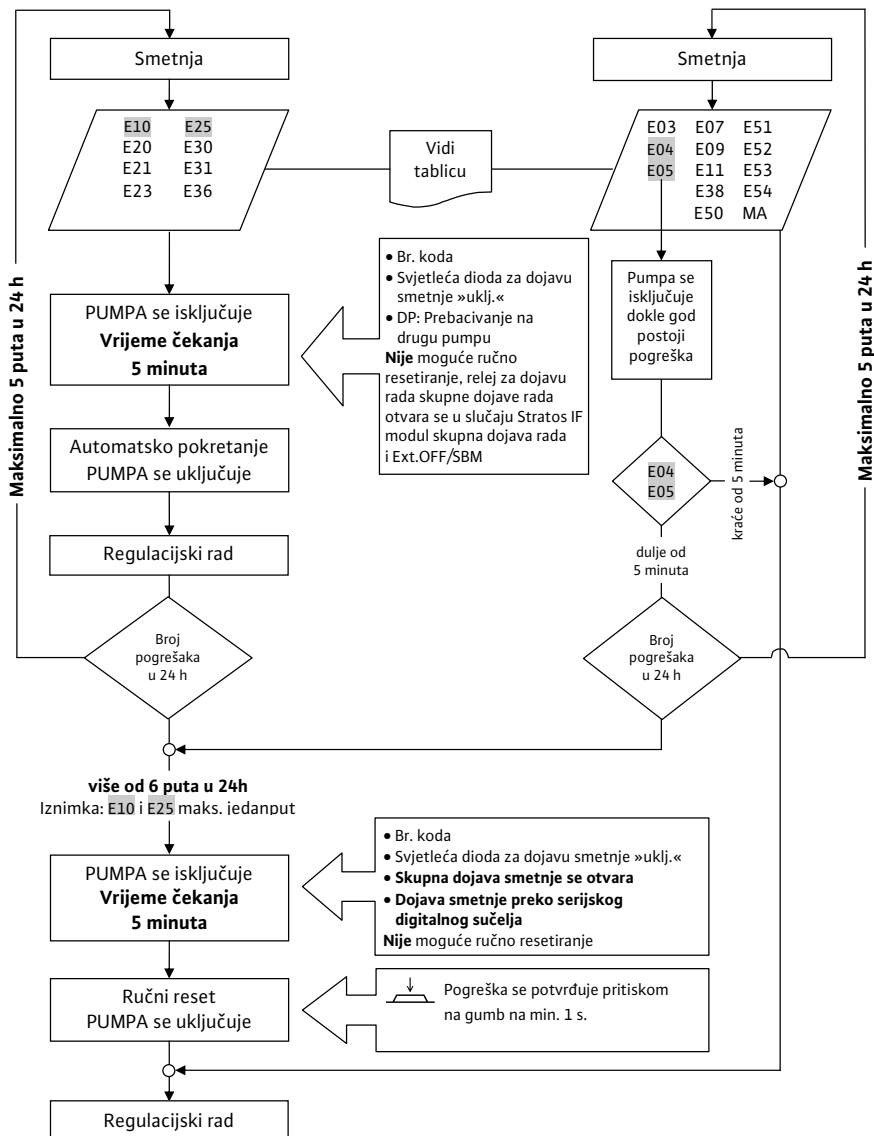 Smetnja
E10 E25
E20 E30
E21 E31
E23 E36
Maksimalno 5 puta u 24 h
PUMPA se isključuje
Vrijeme čekanja
5 minuta
Automatsko pokretanje
PUMPA se uključuje
Regulacijski rad
Broj
pogrešaka
u 24 h
Vidi
tablicu
• Br. koda
• Svjetleća dioda za dojavu
smetnje »uklj.«
• DP: Prebacivanje na
drugu pumpu
Nije moguće ručno
resetiranje, relej za dojavu
rada skupne dojave rada
otvara se u slučaju Stratos IF
modul skupna dojava rada
i Ext.OFF/SBM
Smetnja
E03 E07 E51
E04 E09 E52
E05 E11 E53
E38 E54
E50 MA
Pumpa se
isključuje
dokle god
postoji
pogreška
E04
E05
kraće od 5 minuta
dulje od
5 minuta
Broj
pogrešaka
u 24 h
Maksimalno 5 puta u 24 h
više od 6 puta u 24h
Iznimka: E10 i E25 maks. jedanput
PUMPA se isključuje
Vrijeme čekanja
5 minuta
• Br. koda
• Svjetleća dioda za dojavu smetnje »uklj.«
• Skupna dojava smetnje se otvara
• Dojava smetnje preko serijskog
digitalnog sučelja
Nije moguće ručno resetiranje
Ručni reset
PUMPA se uključuje
Pogreška se potvrđuje pritiskom
na gumb na min. 1 s.
Regulacijski rad